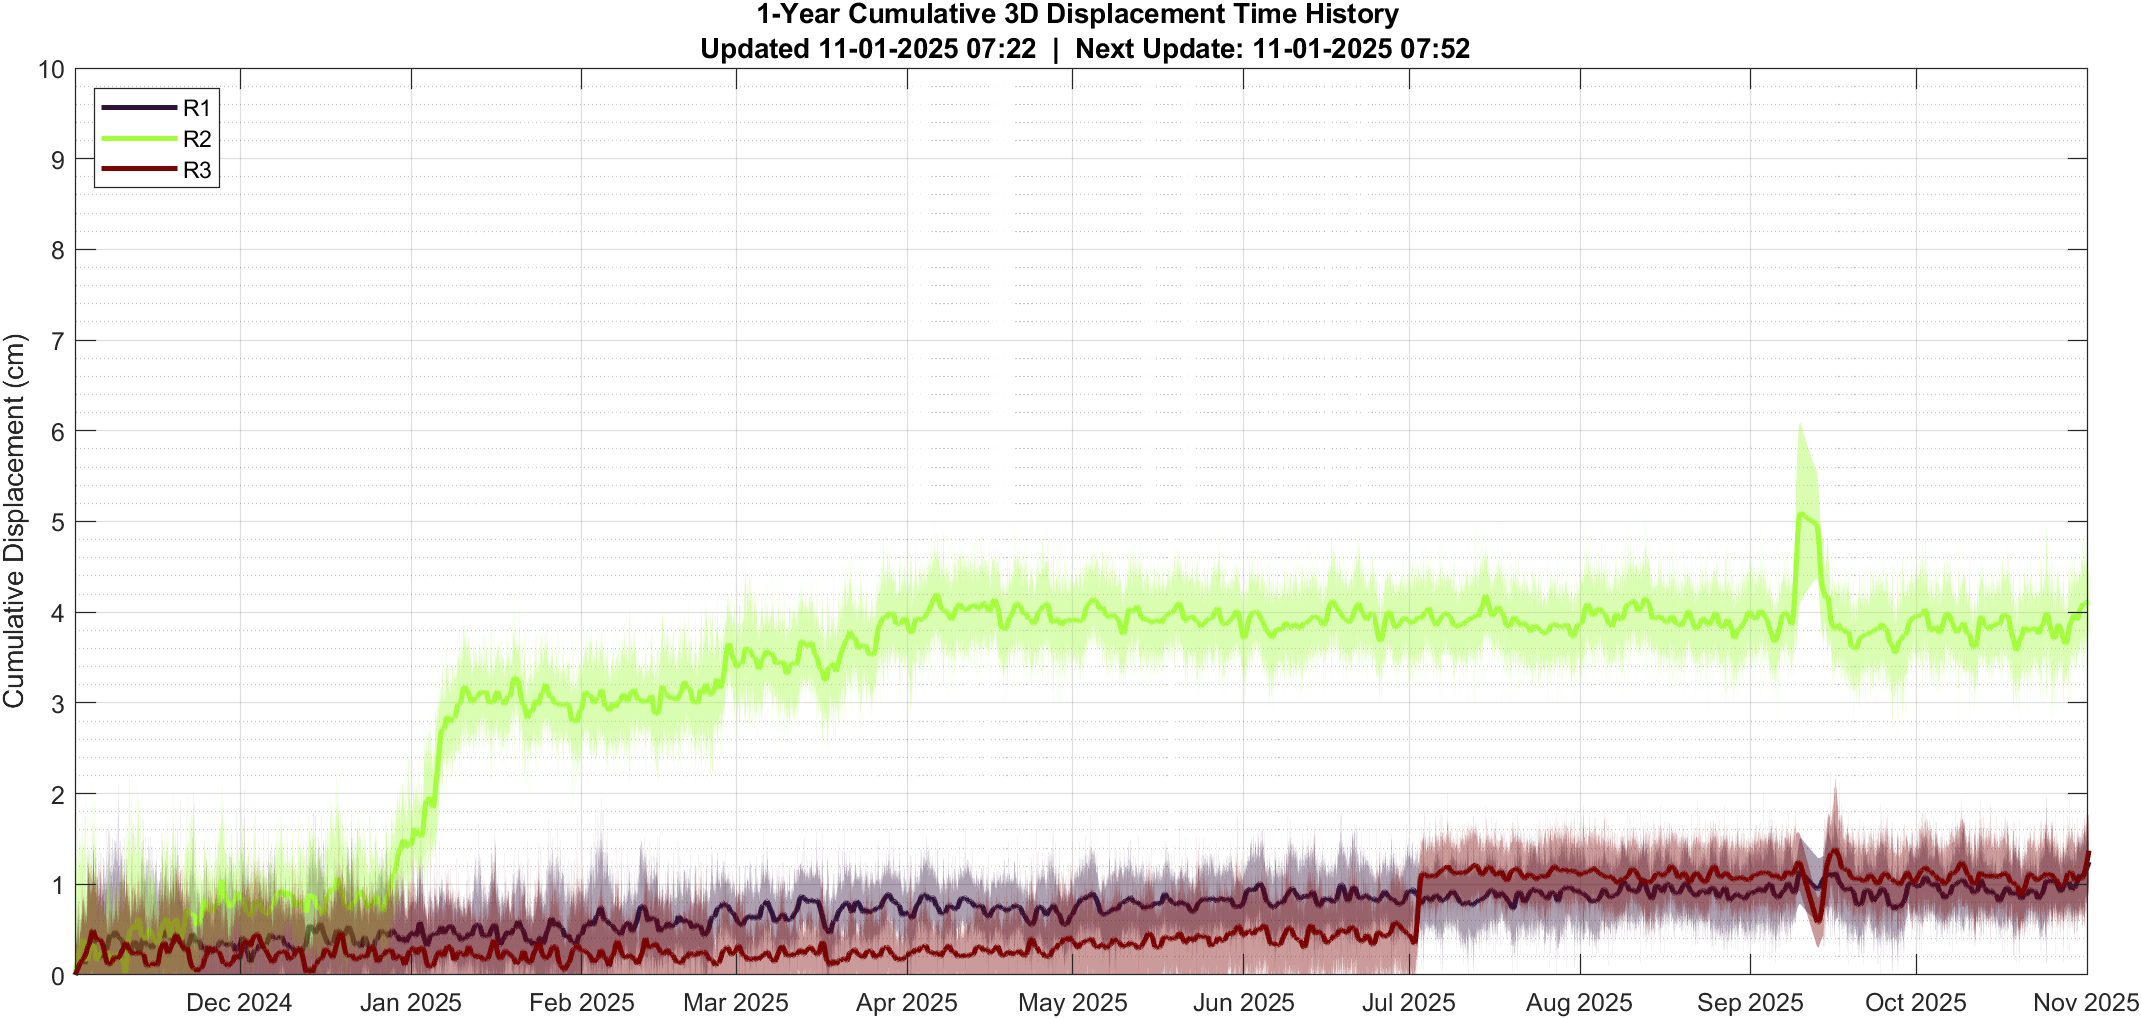 1-Year Cumulative 3D Displacement Time History
Updated 11-01-2025 07:22 | Next Update: 11-01-2025 07:52
R1
R2
R3
Cumulative Displacement (cm)
10
9
8
7
6
5
4
3
2
1
0
Dec 2024 Jan 2025 Feb 2025 Mar 2025 Apr 2025 May 2025 Jun 2025 Jul 2025 Aug 2025 Sep 2025 Oct 2025 Nov 2025